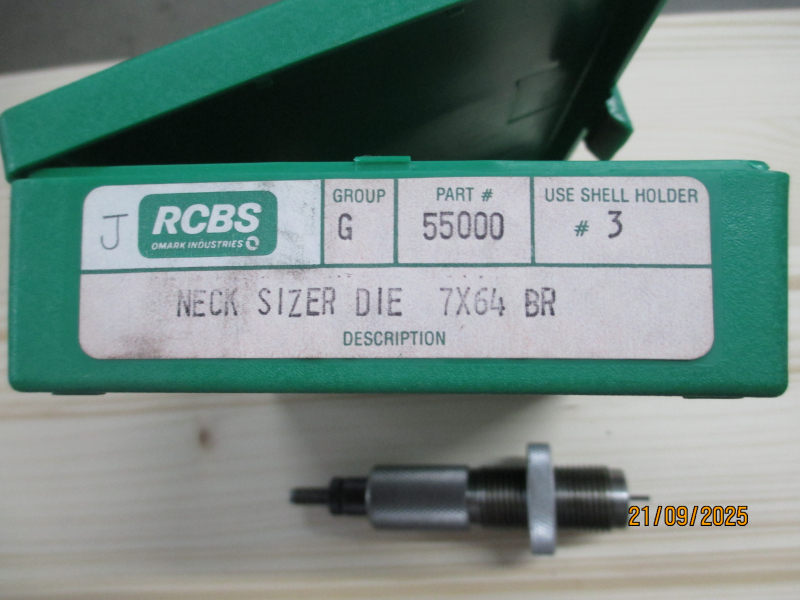 J
RCBS
OMARK INDUSTRIES
GROUP
G
PART #
55000
USE SHELL HOLDER
# 3
NECK SIZER DIE 7X64 BR
DESCRIPTION
21/09/2025